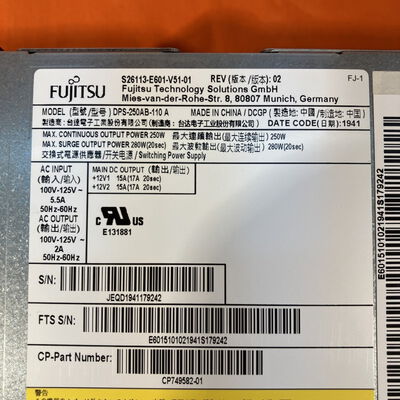 FUJITSU
S26113-E601-V51-01 REV (版本/版本): 02 FJ-1
Fujitsu Technology Solutions GmbH
Mies-van-der-Rohe-Str. 8, 80807 Munich, Germany
MODEL (型號/型号) DPS-250AB-110 A MADE IN CHINA / DCGP (製造地: 中國/制造地: 中国)
製造商: 台達電子工業股份有限公司 (制造商: 台达电子工业股份有限公司) DATE CODE (日期): 1941
MAX. CONTINUOUS OUTPUT POWER 250W 最大連續輸出 (最大连续输出) 250W
MAX. SURGE OUTPUT POWER 280W(20 sec) 最大波動輸出 (最大波动输出) 280W(20sec)
交換式電源供應器/开关电源 / Switching Power Supply
AC INPUT
(輸入/输入)
100V-125V~
5.5A
50Hz-60Hz
AC OUTPUT
(輸出/输出)
100V-125V~
2A
50Hz-60Hz
MAIN DC OUTPUT (輸出/输出)
+12V1 15A(17A 20sec)
+12V2 15A(17A 20sec)
c UR US
E131881
S/N:
JEQD1941179242
FTS S/N:
E6015101021941S179242
CP-Part Number:
CP749582-01
E6015101021941S179242
警告